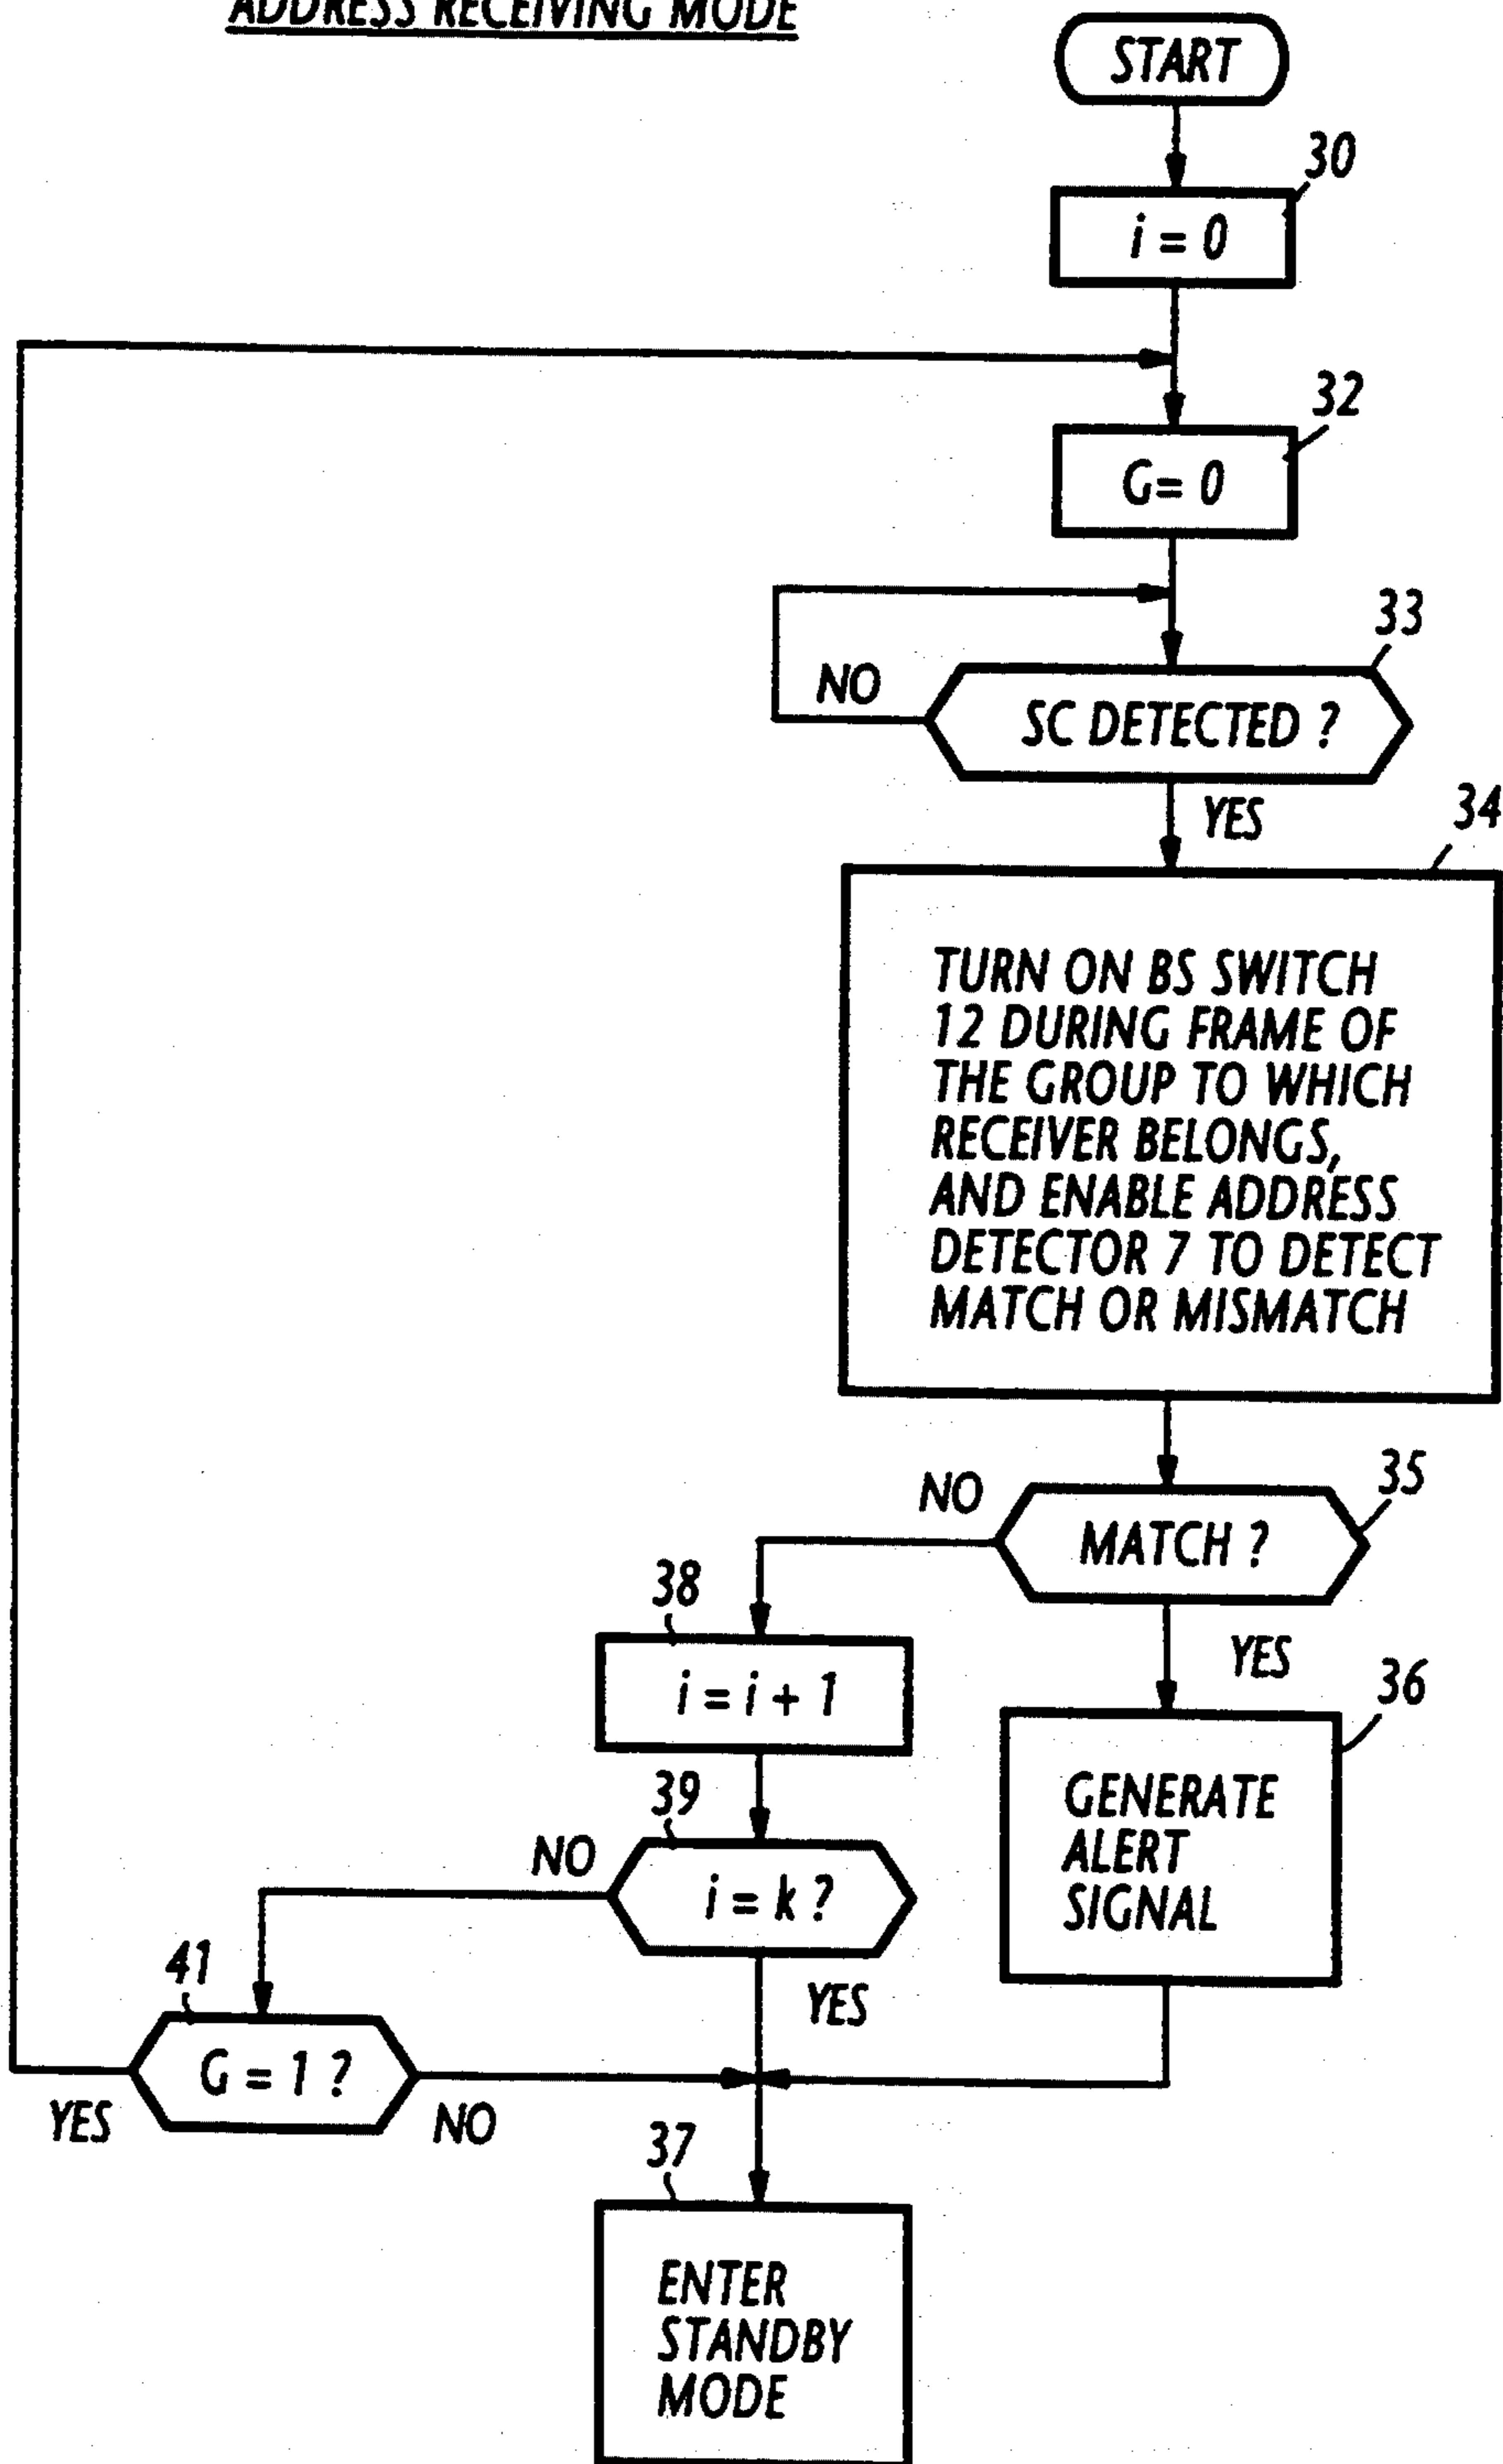 ADDRESS RECEIVING MODE
START
30
i = 0
32
G= 0
33
NO
SC DETECTED ?
YES
34
TURN ON BS SWITCH
12 DURING FRAME OF
THE GROUP TO WHICH
RECEIVER BELONGS,
AND ENABLE ADDRESS
DETECTOR 7 TO DETECT
MATCH OR MISMATCH
35
NO
MATCH ?
YES
38
i = i + 1
36
GENERATE
ALERT
SIGNAL
39
NO
i = k ?
YES
41
G = 1 ?
YES
NO
37
ENTER
STANDBY
MODE